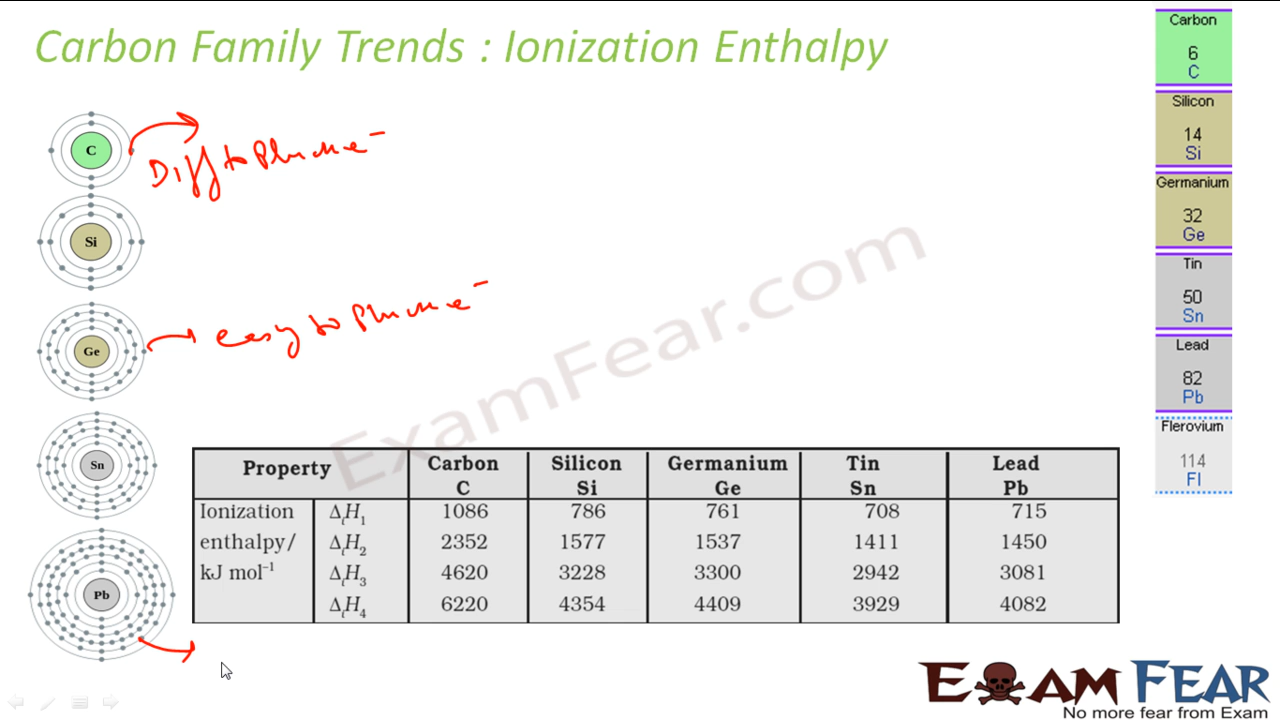 Carbon Family Trends : Ionization Enthalpy
Carbon
6
C
Silicon
14
Si
Germanium
32
Ge
Tin
50
Sn
Lead
82
Pb
Flerovium
114
Fl
C
Diff to Pluck e⁻
Si
Ge
easy to Pluck e⁻
Sn
Pb
ExamFear.com
Property Carbon C Silicon Si Germanium Ge Tin Sn Lead Pb
Ionization ΔᵢH₁ 1086 786 761 708 715
enthalpy/ ΔᵢH₂ 2352 1577 1537 1411 1450
kJ mol⁻¹ ΔᵢH₃ 4620 3228 3300 2942 3081
ΔᵢH₄ 6220 4354 4409 3929 4082
EXAM FEAR
No more fear from Exam